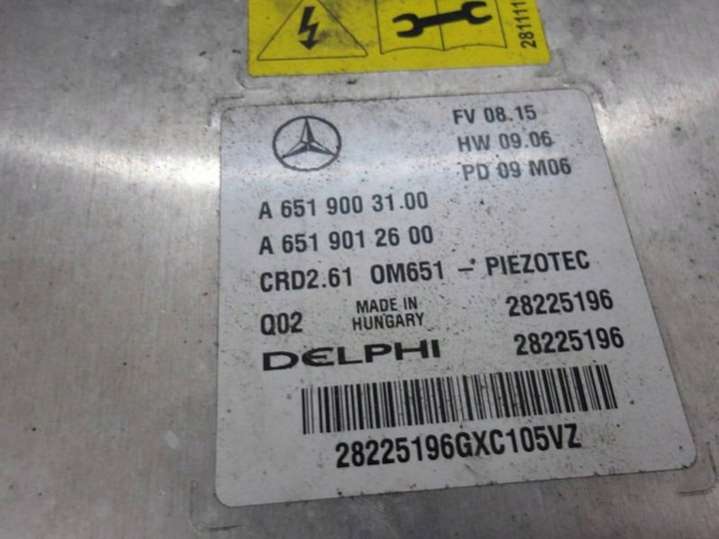 281111
FV 08.15
HW 09.06
PD 09 M06
A 651 900 31.00
A 651 901 26 00
CRD2.61 OM651 - PIEZOTEC
Q02 MADE IN HUNGARY 28225196
DELPHI 28225196
28225196GXC105VZ